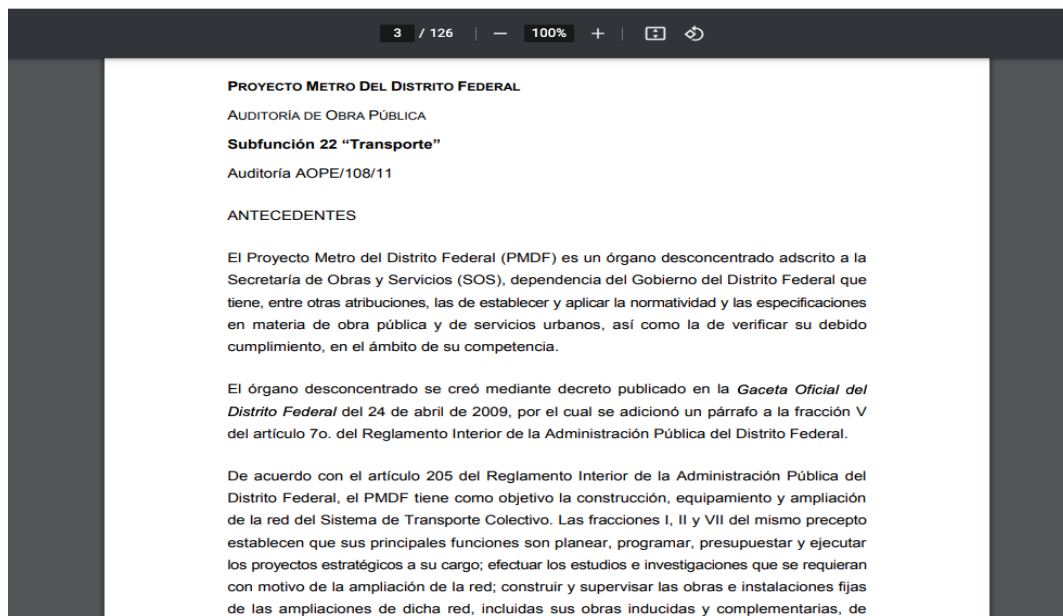 3 / 126 | — 100% + |
PROYECTO METRO DEL DISTRITO FEDERAL
AUDITORÍA DE OBRA PÚBLICA
Subfunción 22 “Transporte”
Auditoría AOPE/108/11
ANTECEDENTES
El Proyecto Metro del Distrito Federal (PMDF) es un órgano desconcentrado adscrito a la
Secretaría de Obras y Servicios (SOS), dependencia del Gobierno del Distrito Federal que
tiene, entre otras atribuciones, las de establecer y aplicar la normatividad y las especificaciones
en materia de obra pública y de servicios urbanos, así como la de verificar su debido
cumplimiento, en el ámbito de su competencia.
El órgano desconcentrado se creó mediante decreto publicado en la Gaceta Oficial del
Distrito Federal del 24 de abril de 2009, por el cual se adicionó un párrafo a la fracción V
del artículo 7o. del Reglamento Interior de la Administración Pública del Distrito Federal.
De acuerdo con el artículo 205 del Reglamento Interior de la Administración Pública del
Distrito Federal, el PMDF tiene como objetivo la construcción, equipamiento y ampliación
de la red del Sistema de Transporte Colectivo. Las fracciones I, II y VII del mismo precepto
establecen que sus principales funciones son planear, programar, presupuestar y ejecutar
los proyectos estratégicos a su cargo; efectuar los estudios e investigaciones que se requieran
con motivo de la ampliación de la red; construir y supervisar las obras e instalaciones fijas
de las ampliaciones de dicha red, incluidas sus obras inducidas y complementarias, de